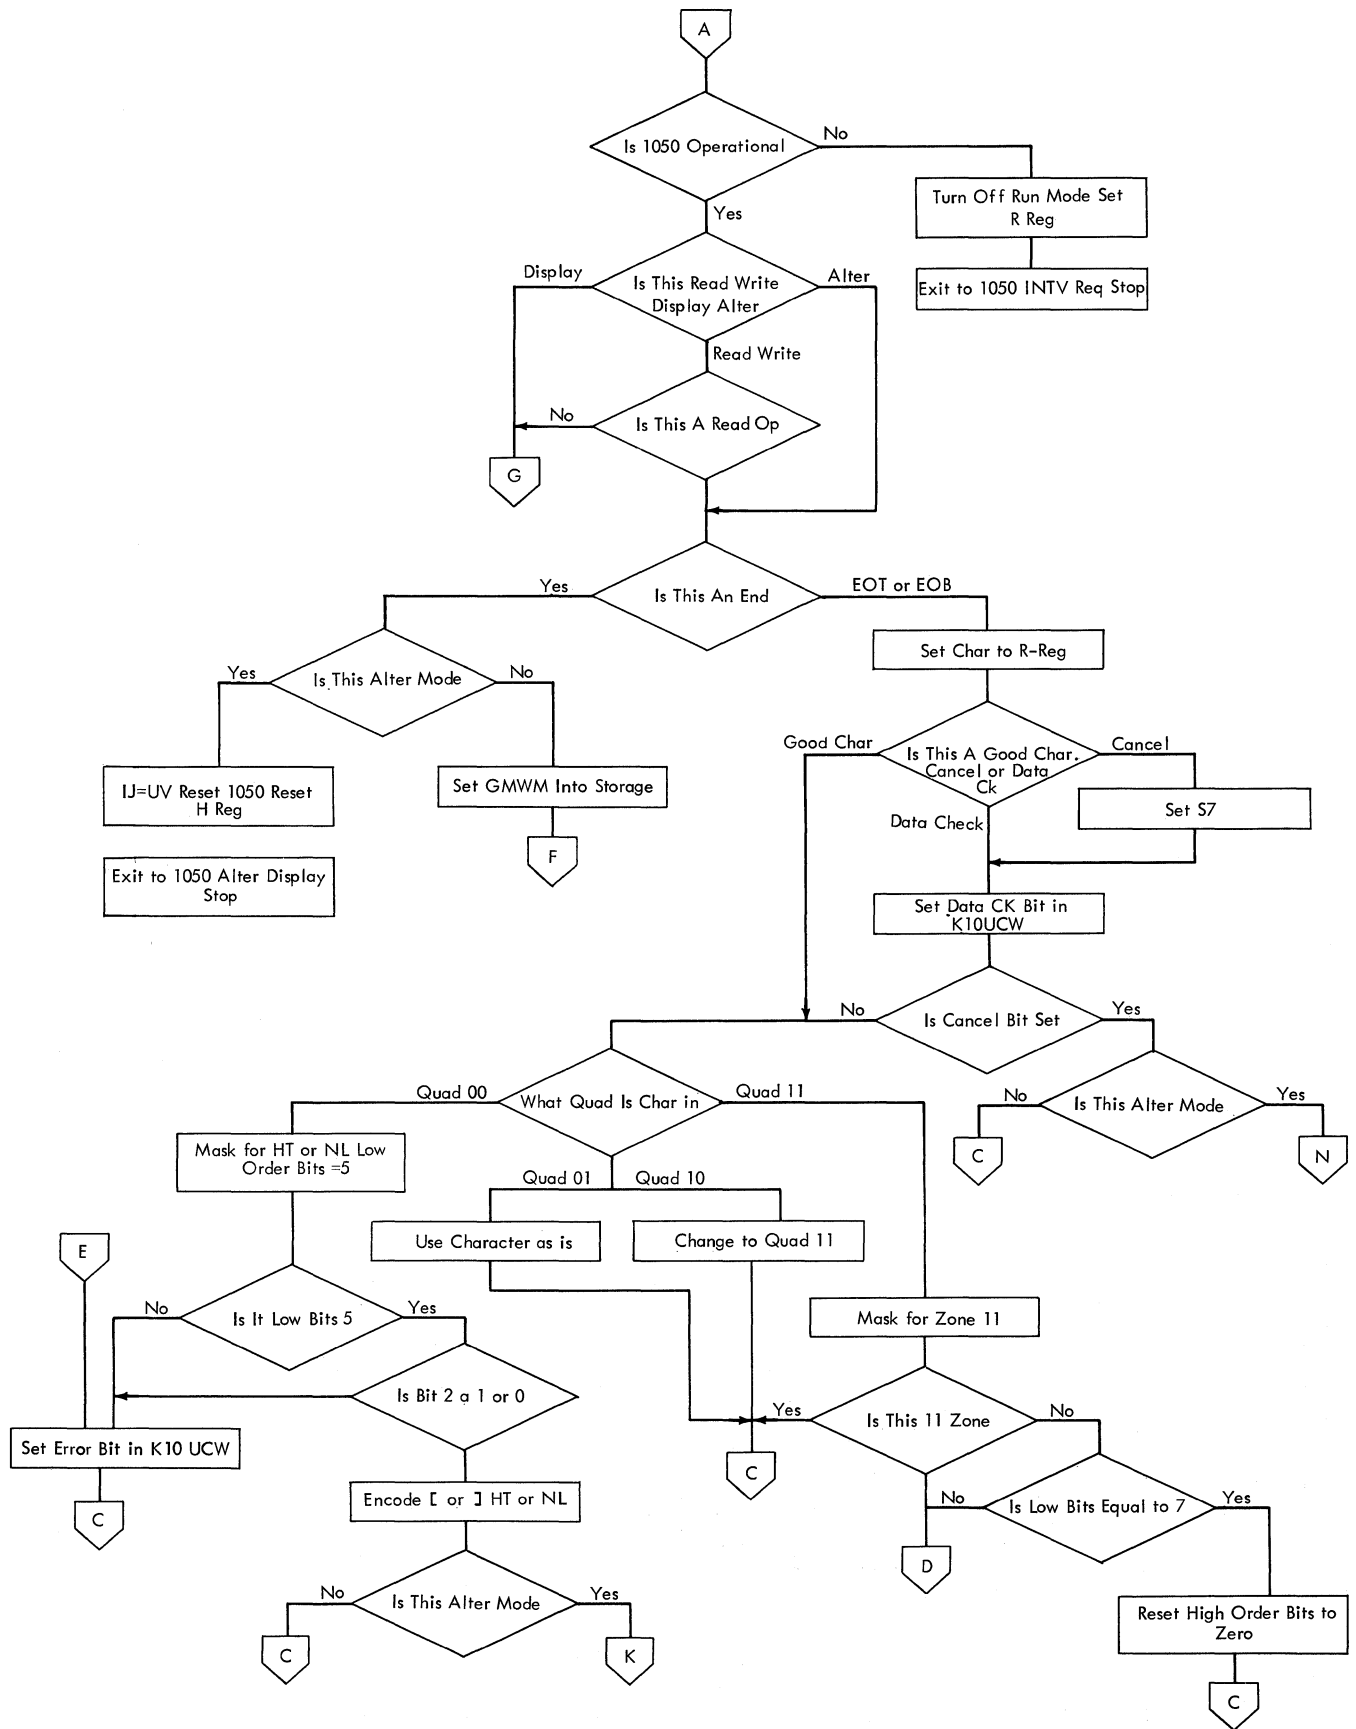 A
Is 1050 Operational
No
Turn Off Run Mode Set
R Reg
Exit to 1050 INTV Req Stop
Yes
Display
Is This Read Write
Display Alter
Alter
Read Write
No
Is This A Read Op
G
Yes
Is This An End
EOT or EOB
Set Char to R-Reg
Yes
Is This Alter Mode
No
IJ=UV Reset 1050 Reset
H Reg
Set GMWM Into Storage
F
Exit to 1050 Alter Display
Stop
Good Char
Is This A Good Char.
Cancel or Data
Ck
Cancel
Data Check
Set S7
Set Data CK Bit in
K10UCW
No
Is Cancel Bit Set
Yes
No
Is This Alter Mode
Yes
C
N
Quad 00
What Quad Is Char in
Quad 11
Mask for HT or NL Low
Order Bits =5
Quad 01
Quad 10
Use Character as is
Change to Quad 11
E
No
Is It Low Bits 5
Yes
Mask for Zone 11
Is Bit 2 a 1 or 0
Yes
Is This 11 Zone
No
Set Error Bit in K10 UCW
C
C
Encode [ or ] HT or NL
No
Is Low Bits Equal to 7
Yes
D
No
Is This Alter Mode
Yes
C
K
Reset High Order Bits to
Zero
C